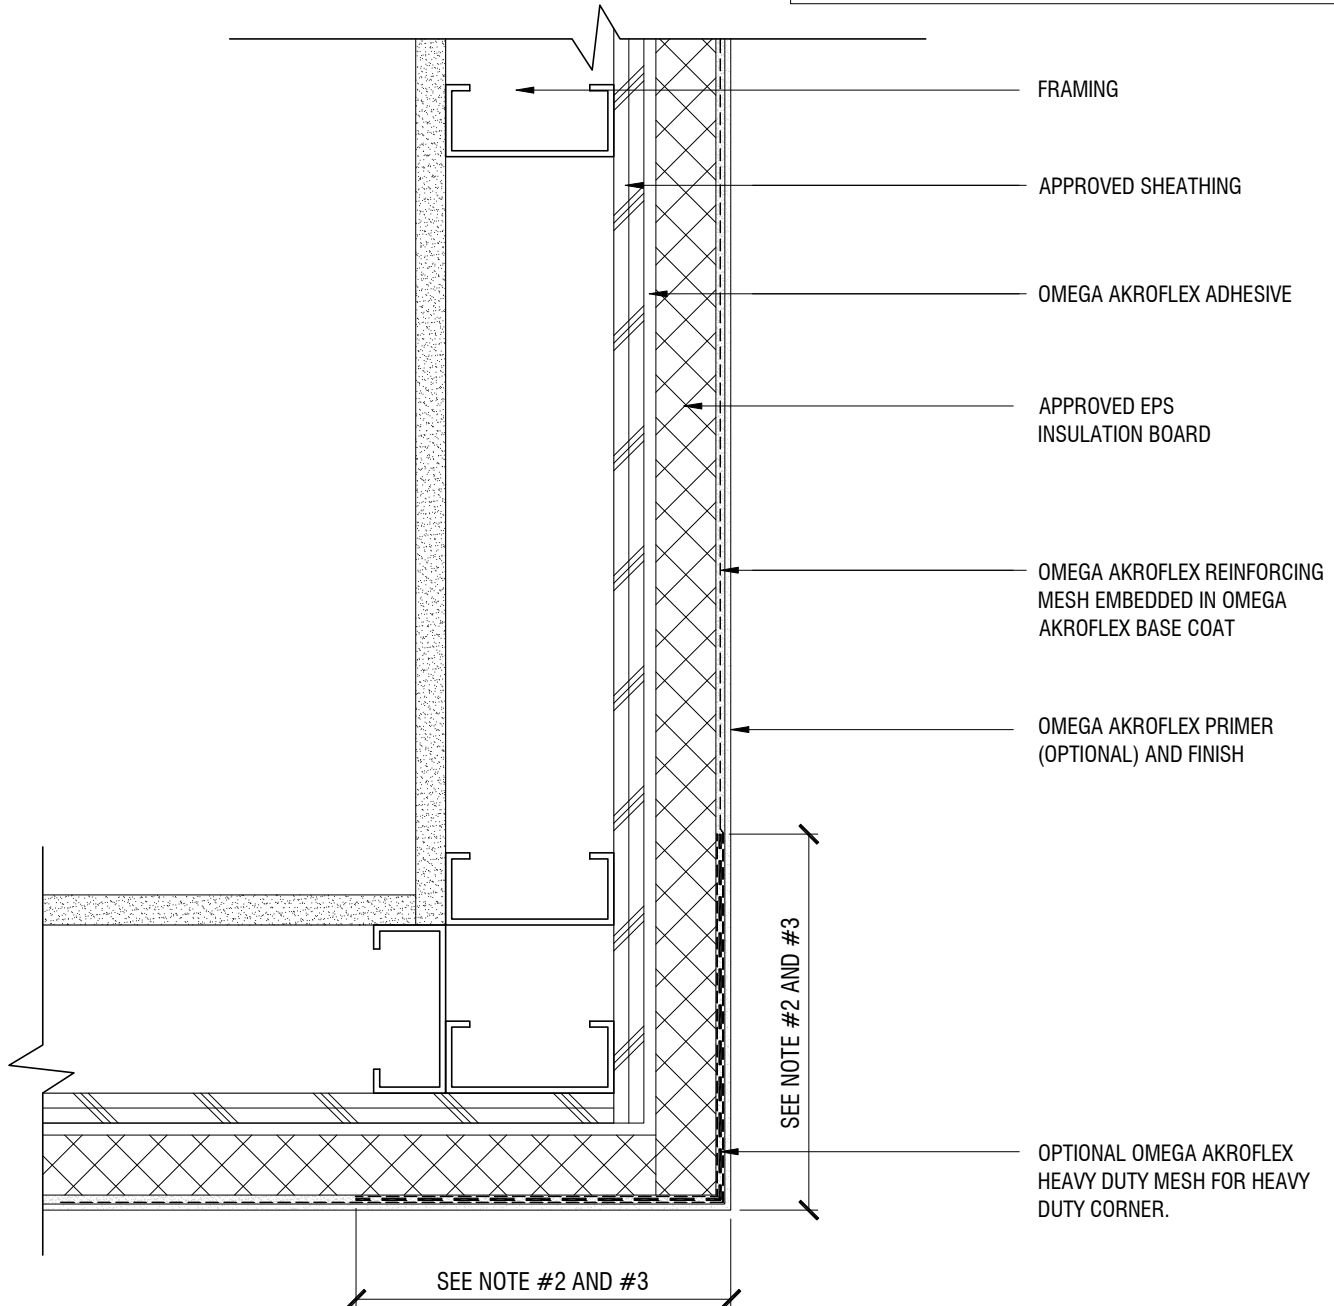 FRAMING
APPROVED SHEATHING
OMEGA AKROFLEX ADHESIVE
APPROVED EPS
INSULATION BOARD
OMEGA AKROFLEX REINFORCING
MESH EMBEDDED IN OMEGA
AKROFLEX BASE COAT
OMEGA AKROFLEX PRIMER
(OPTIONAL) AND FINISH
SEE NOTE #2 AND #3
OPTIONAL OMEGA AKROFLEX
HEAVY DUTY MESH FOR HEAVY
DUTY CORNER.
SEE NOTE #2 AND #3